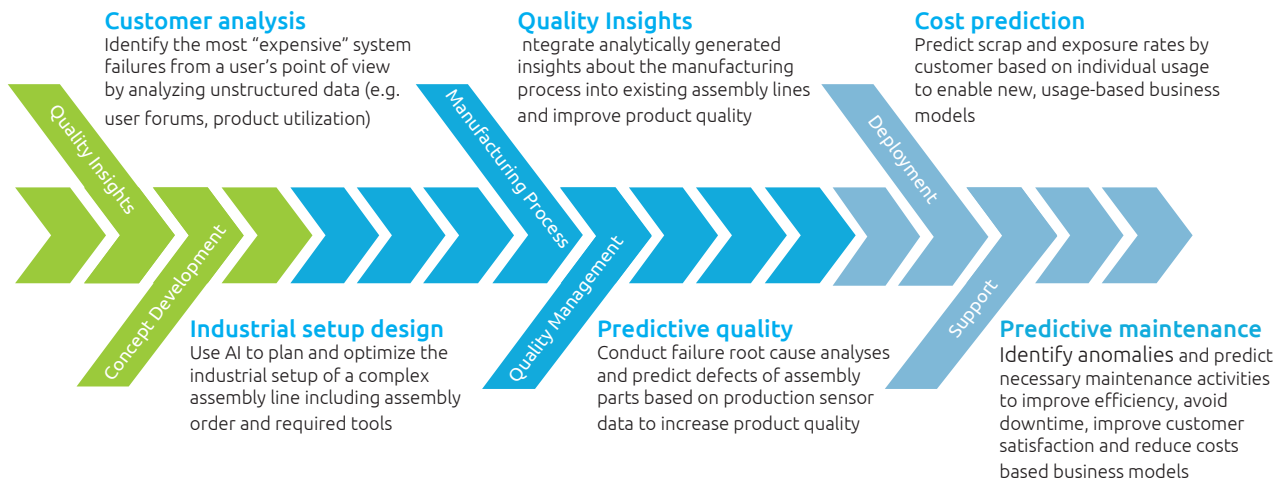 Customer analysis
Identify the most “expensive” system
failures from a user’s point of view
by analyzing unstructured data (e.g.
user forums, product utilization)
Quality Insights
ntegrate analytically generated
insights about the manufacturing
process into existing assembly lines
and improve product quality
Cost prediction
Predict scrap and exposure rates by
customer based on individual usage
to enable new, usage-based business
models
Quality Insights
Manufacturing Process
Deployment
Concept Development
Quality Management
Support
Industrial setup design
Use AI to plan and optimize the
industrial setup of a complex
assembly line including assembly
order and required tools
Predictive quality
Conduct failure root cause analyses
and predict defects of assembly
parts based on production sensor
data to increase product quality
Predictive maintenance
Identify anomalies and predict
necessary maintenance activities
to improve efficiency, avoid
downtime, improve customer
satisfaction and reduce costs
based business models